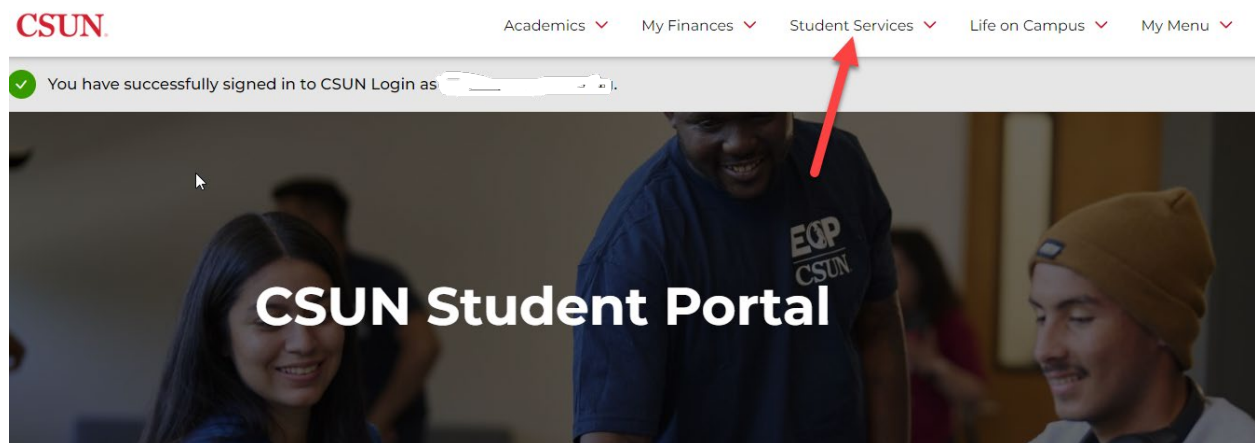 CSUN.
Academics My Finances Student Services Life on Campus My Menu
You have successfully signed in to CSUN Login as .
EOP
CSUN
CSUN Student Portal